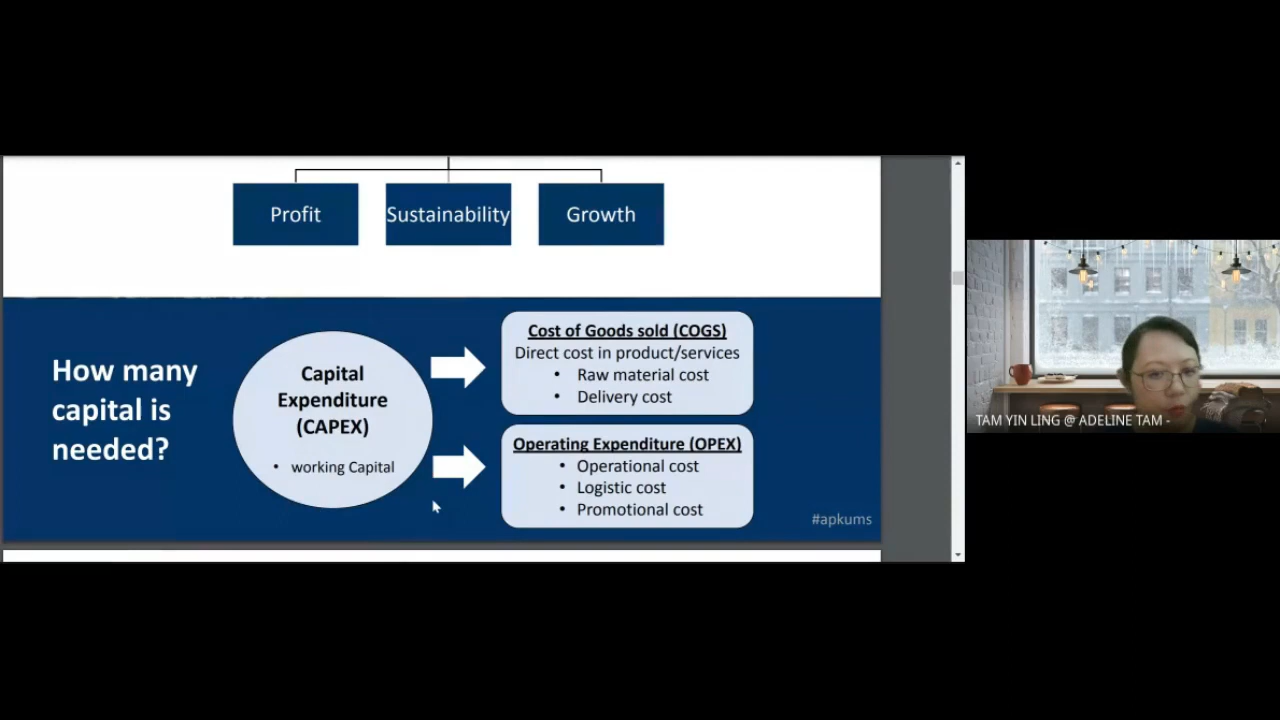 Profit
Sustainability
Growth
How many
capital is
needed?
Capital
Expenditure
(CAPEX)
• working Capital
Cost of Goods sold (COGS)
Direct cost in product/services
• Raw material cost
• Delivery cost
Operating Expenditure (OPEX)
• Operational cost
• Logistic cost
• Promotional cost
#apkums
TAM YIN LING @ ADELINE TAM -